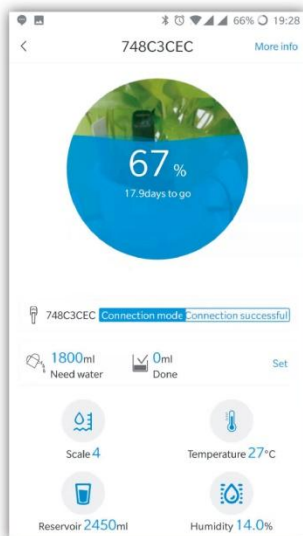 66% 19:28
748C3CEC More info
67 %
17.9days to go
748C3CEC Connection mode Connection successful
1800ml
Need water
0ml
Done
Set
Scale 4
Temperature 27°C
Reservoir 2450ml
Humidity 14.0%